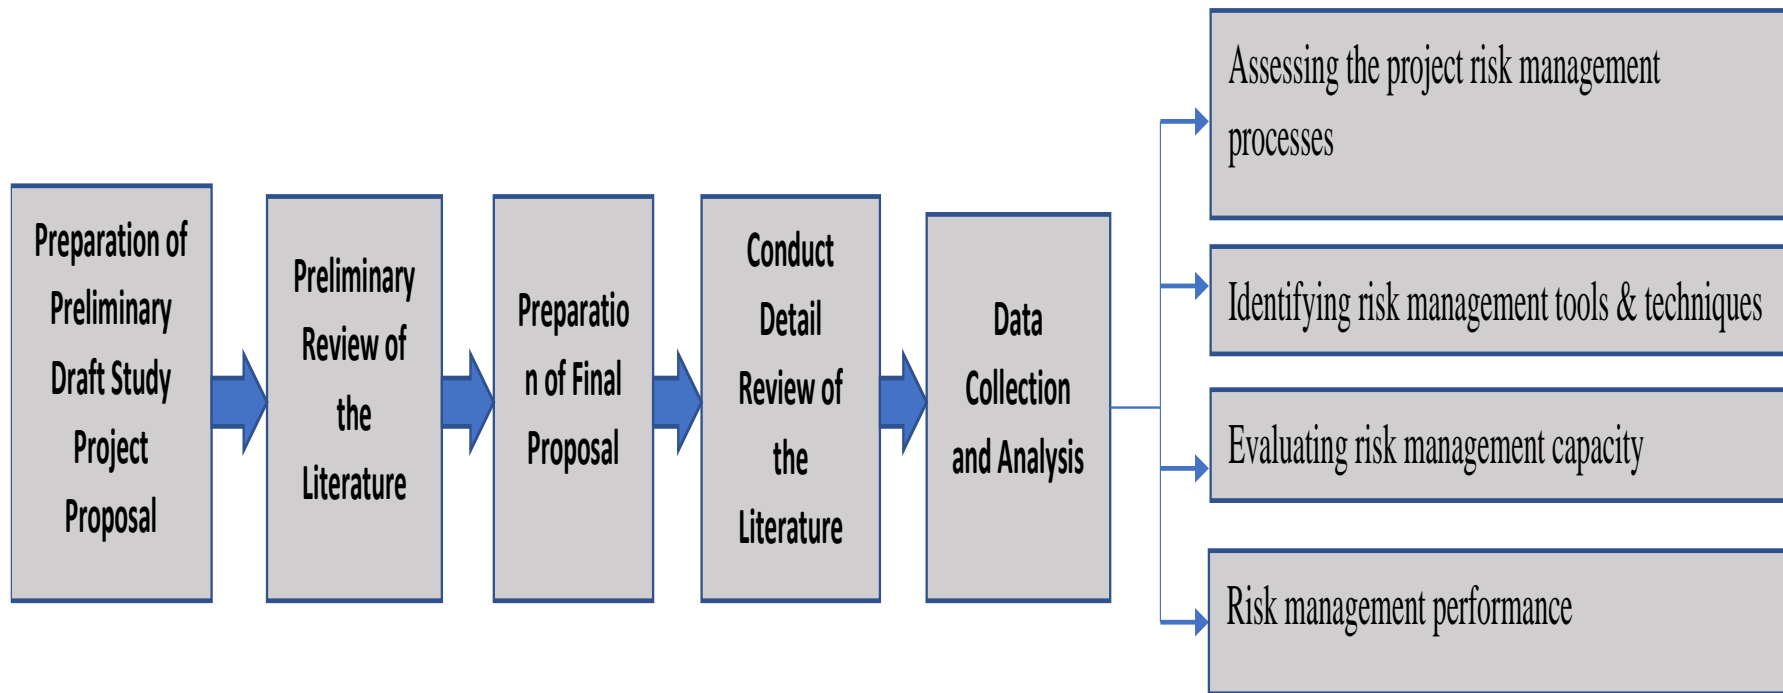 Preparation of
Preliminary
Draft Study
Project
Proposal
Preliminary
Review of
the
Literature
Preparatio
n of Final
Proposal
Conduct
Detail
Review of
the
Literature
Data
Collection
and Analysis
Assessing the project risk management
processes
Identifying risk management tools & techniques
Evaluating risk management capacity
Risk management performance